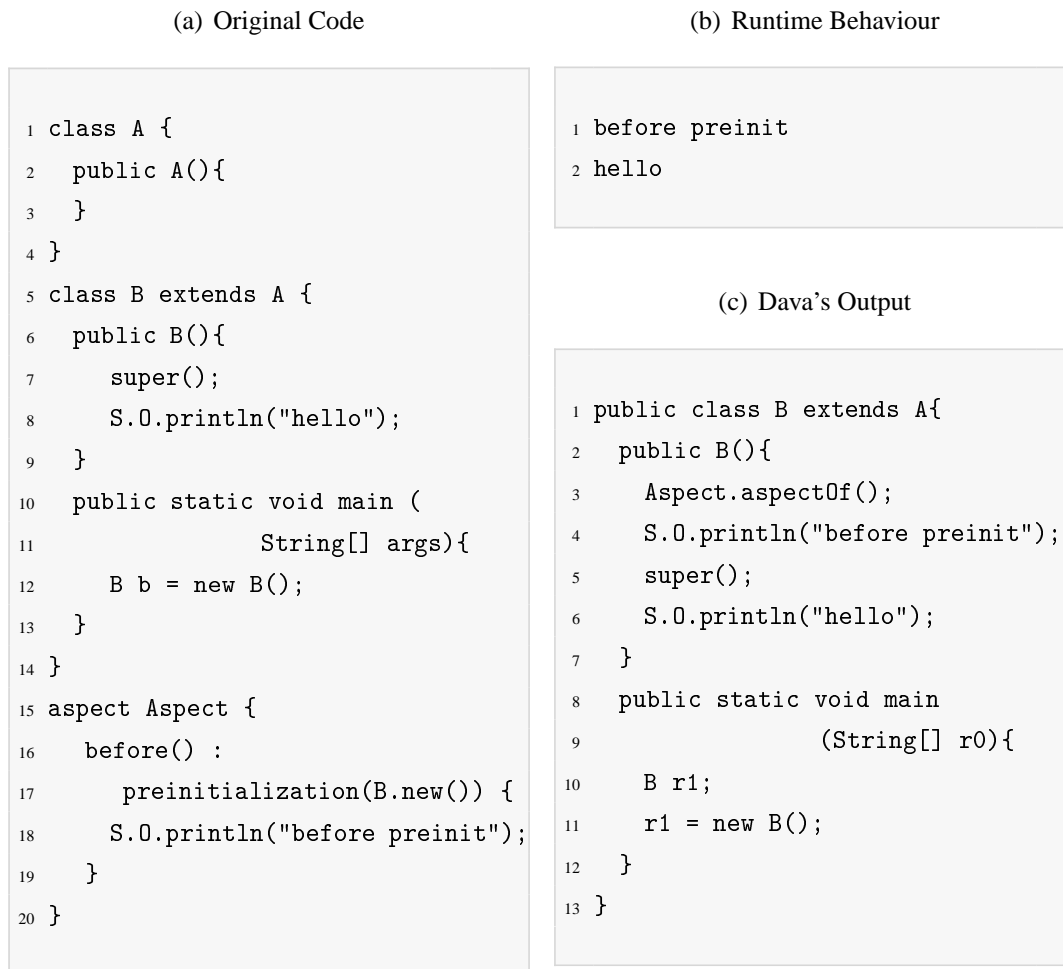 (a) Original Code
1 class A {
2 public A(){
3 }
4 }
5 class B extends A {
6 public B(){
7 super();
8 S.O.println("hello");
9 }
10 public static void main (
11 String[] args){
12 B b = new B();
13 }
14 }
15 aspect Aspect {
16 before() :
17 preinitialization(B.new()) {
18 S.O.println("before preinit");
19 }
20 }
(b) Runtime Behaviour
1 before preinit
2 hello
(c) Dava's Output
1 public class B extends A{
2 public B(){
3 Aspect.aspectOf();
4 S.O.println("before preinit");
5 super();
6 S.O.println("hello");
7 }
8 public static void main
9 (String[] r0){
10 B r1;
11 r1 = new B();
12 }
13 }